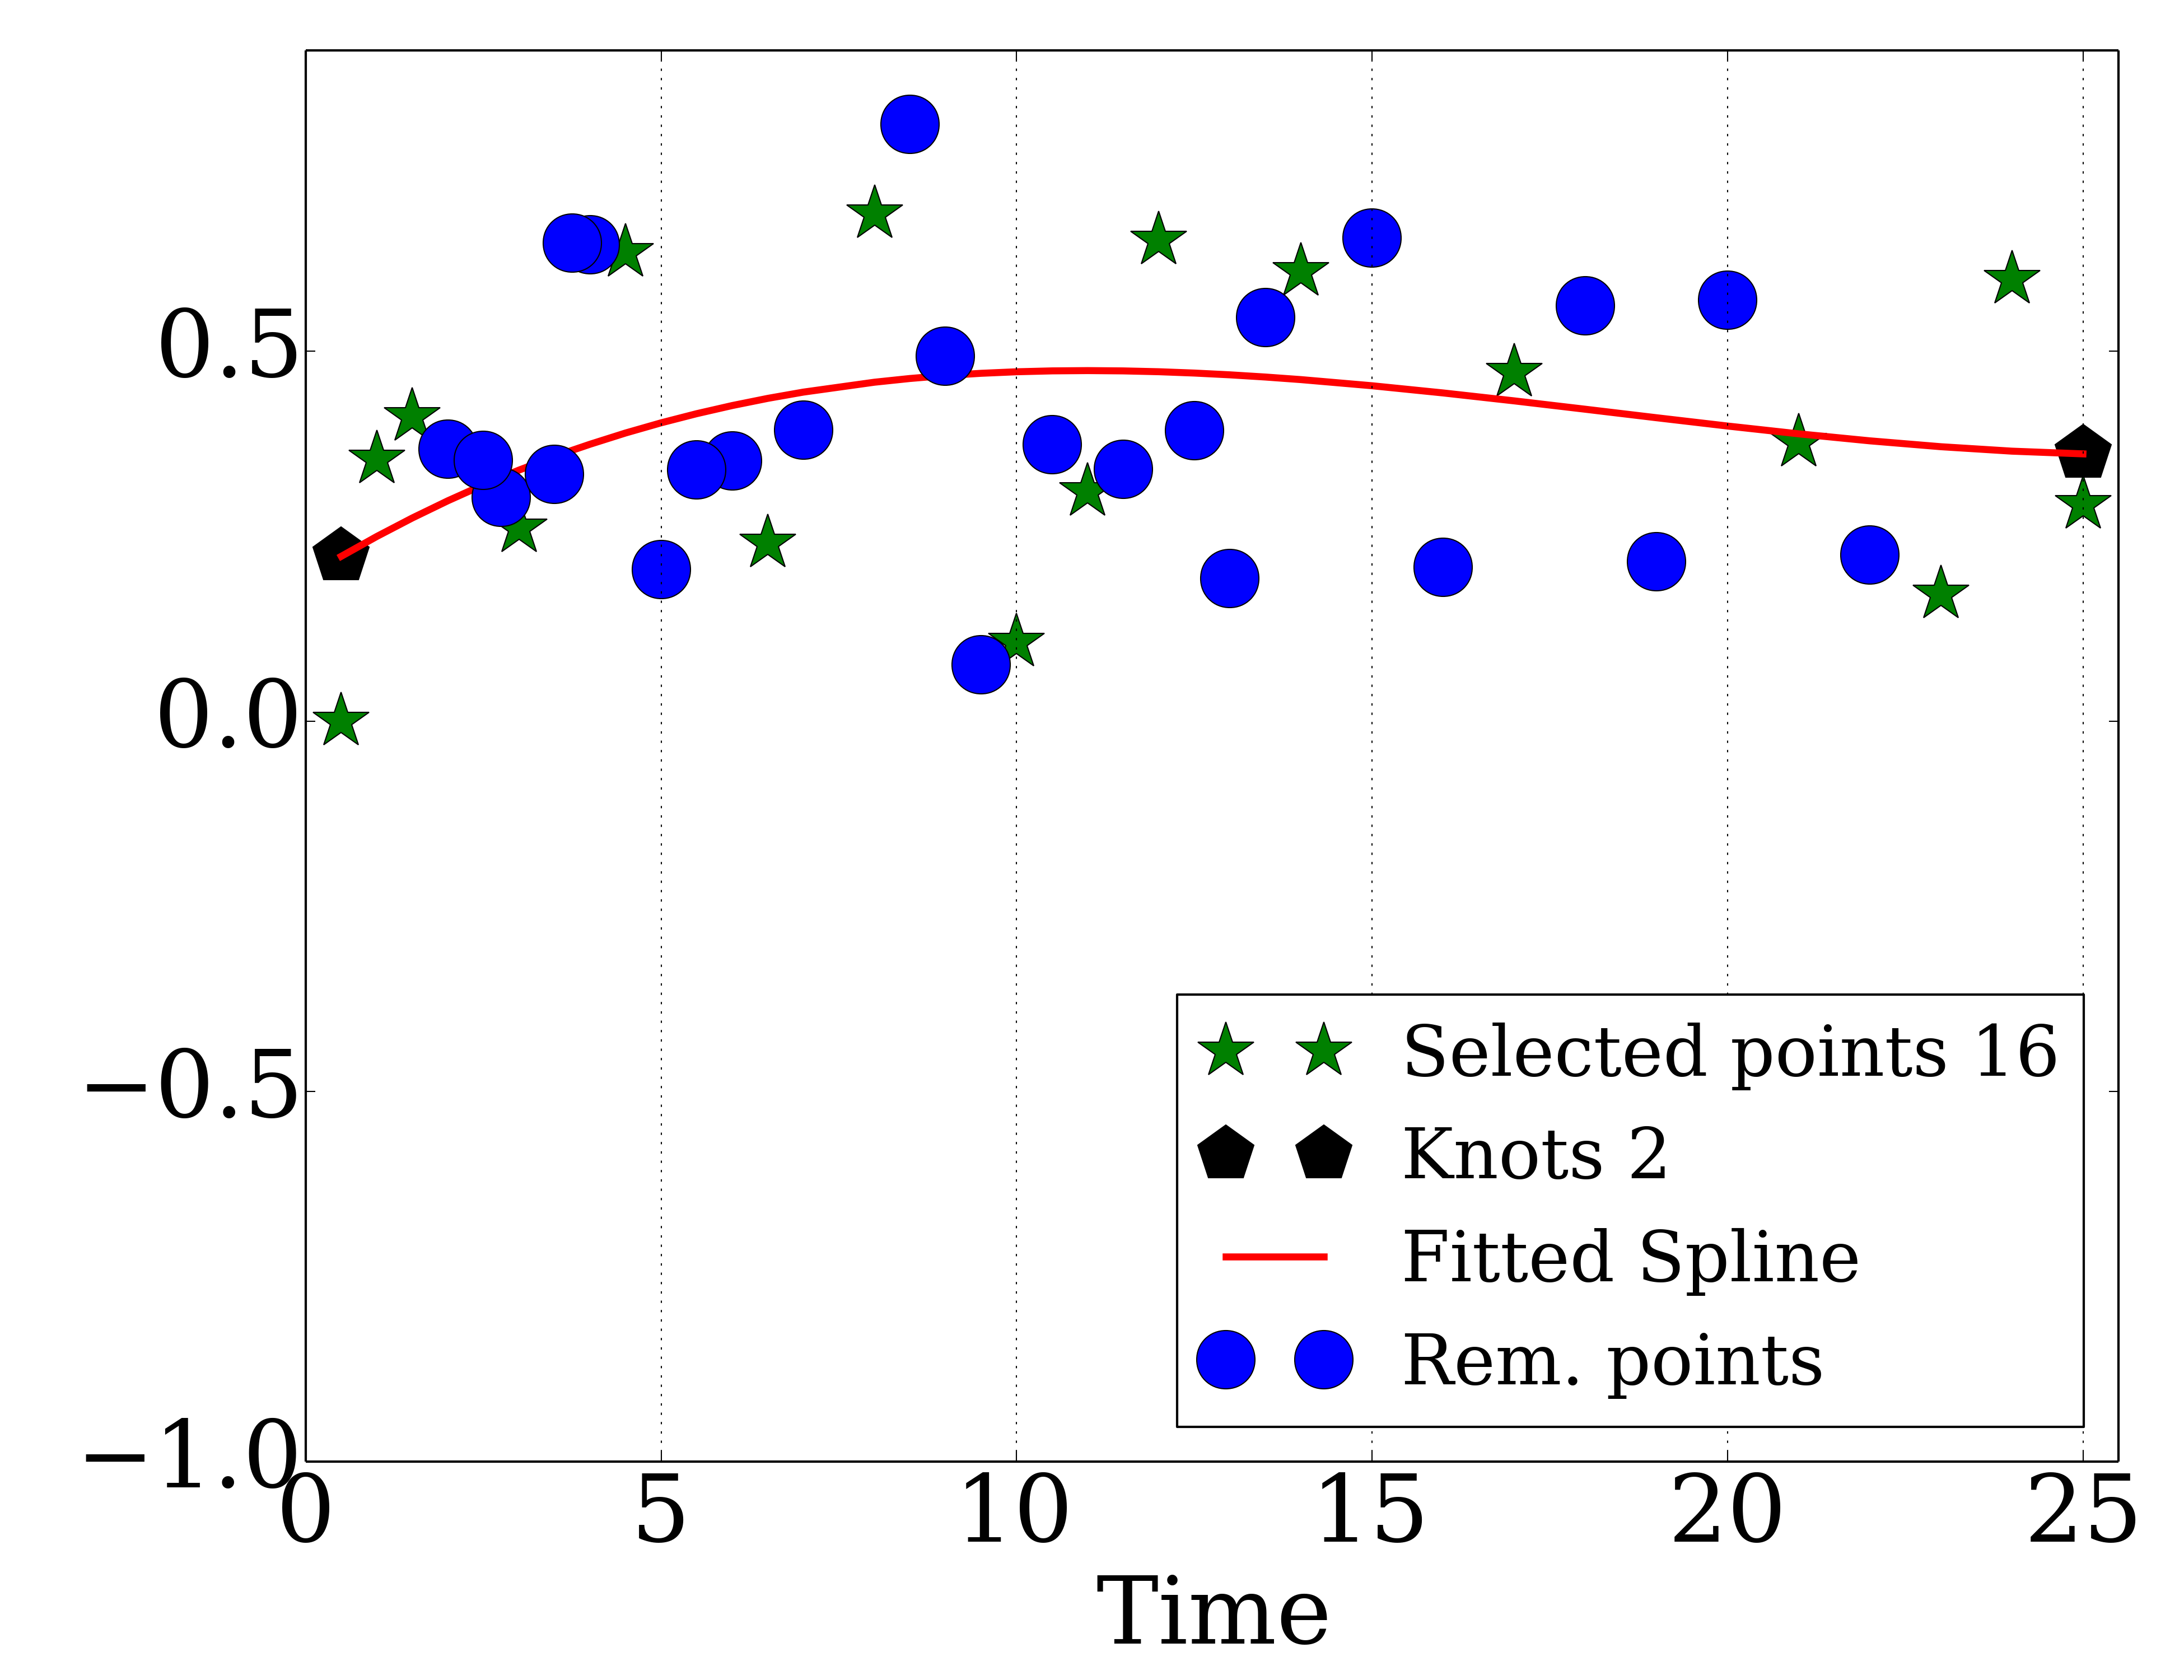 0.5
0.0
−0.5
−1.0
0 5 10 15 20 25
Time
Selected points 16
Knots 2
Fitted Spline
Rem. points